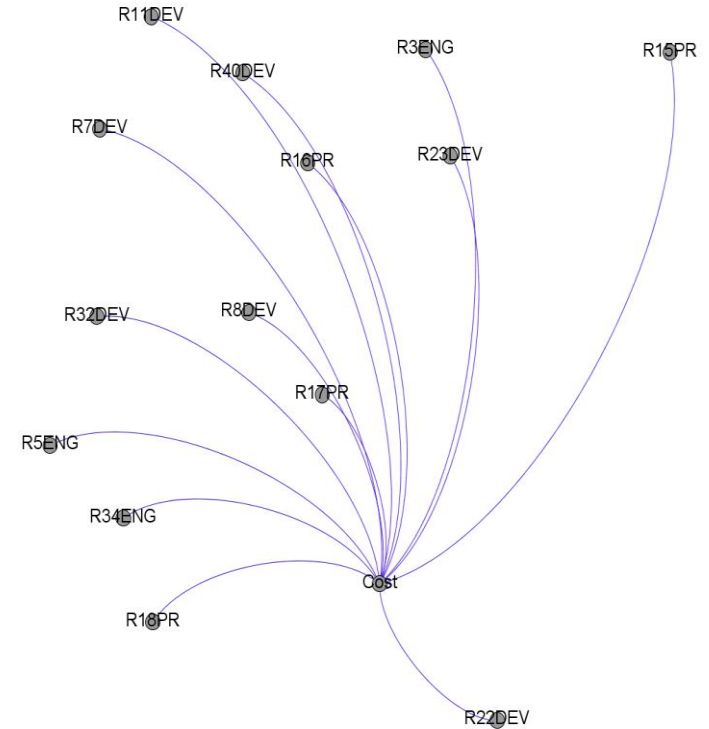 R11DEV
R3ENG
R15PR
R40DEV
R7DEV
R16PR
R23DEV
R32DEV
R8DEV
R17PR
R5ENG
R34ENG
Cost
R18PR
R22DEV